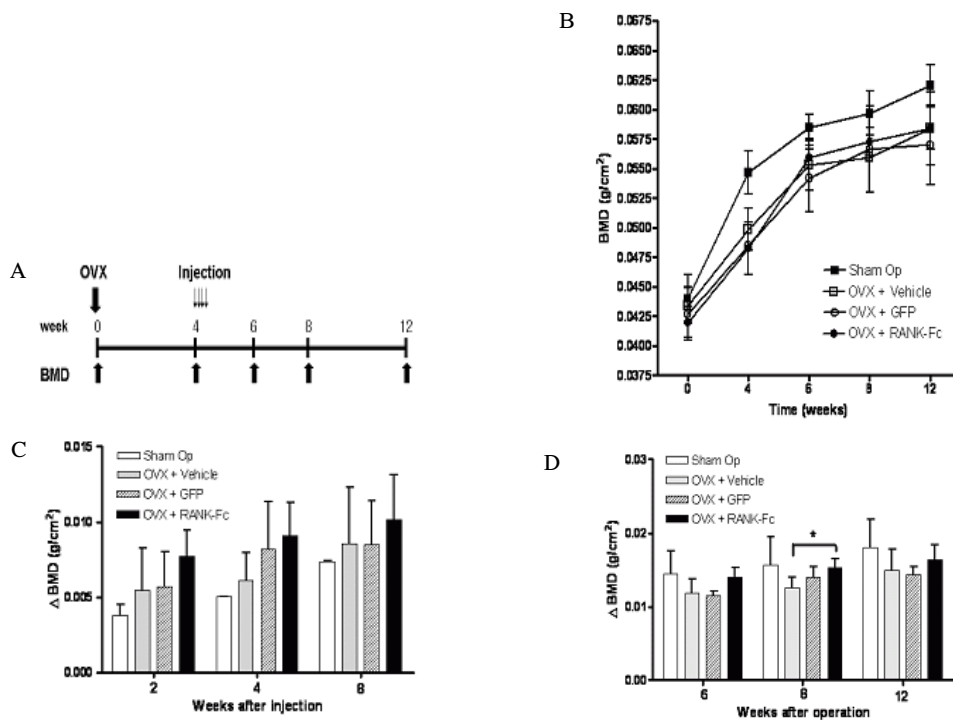 A
OVX
Injection
week 0 4 6 8 12
BMD
B
0.0675
0.0650
0.0625
0.0600
0.0575
0.0550
0.0525
0.0500
0.0475
0.0450
0.0425
0.0400
0.0375
BMD (g/cm²)
Sham Op
OVX + Vehicle
OVX + GFP
OVX + RANK-Fc
0 4 6 8 12
Time (weeks)
C
0.015
0.010
0.005
0.000
Δ BMD (g/cm²)
Sham Op
OVX + Vehicle
OVX + GFP
OVX + RANK-Fc
2 4 8
Weeks after injection
D
0.03
0.02
0.01
0.00
Δ BMD (g/cm²)
Sham Op
OVX + Vehicle
OVX + GFP
OVX + RANK-Fc
*
6 8 12
Weeks after operation